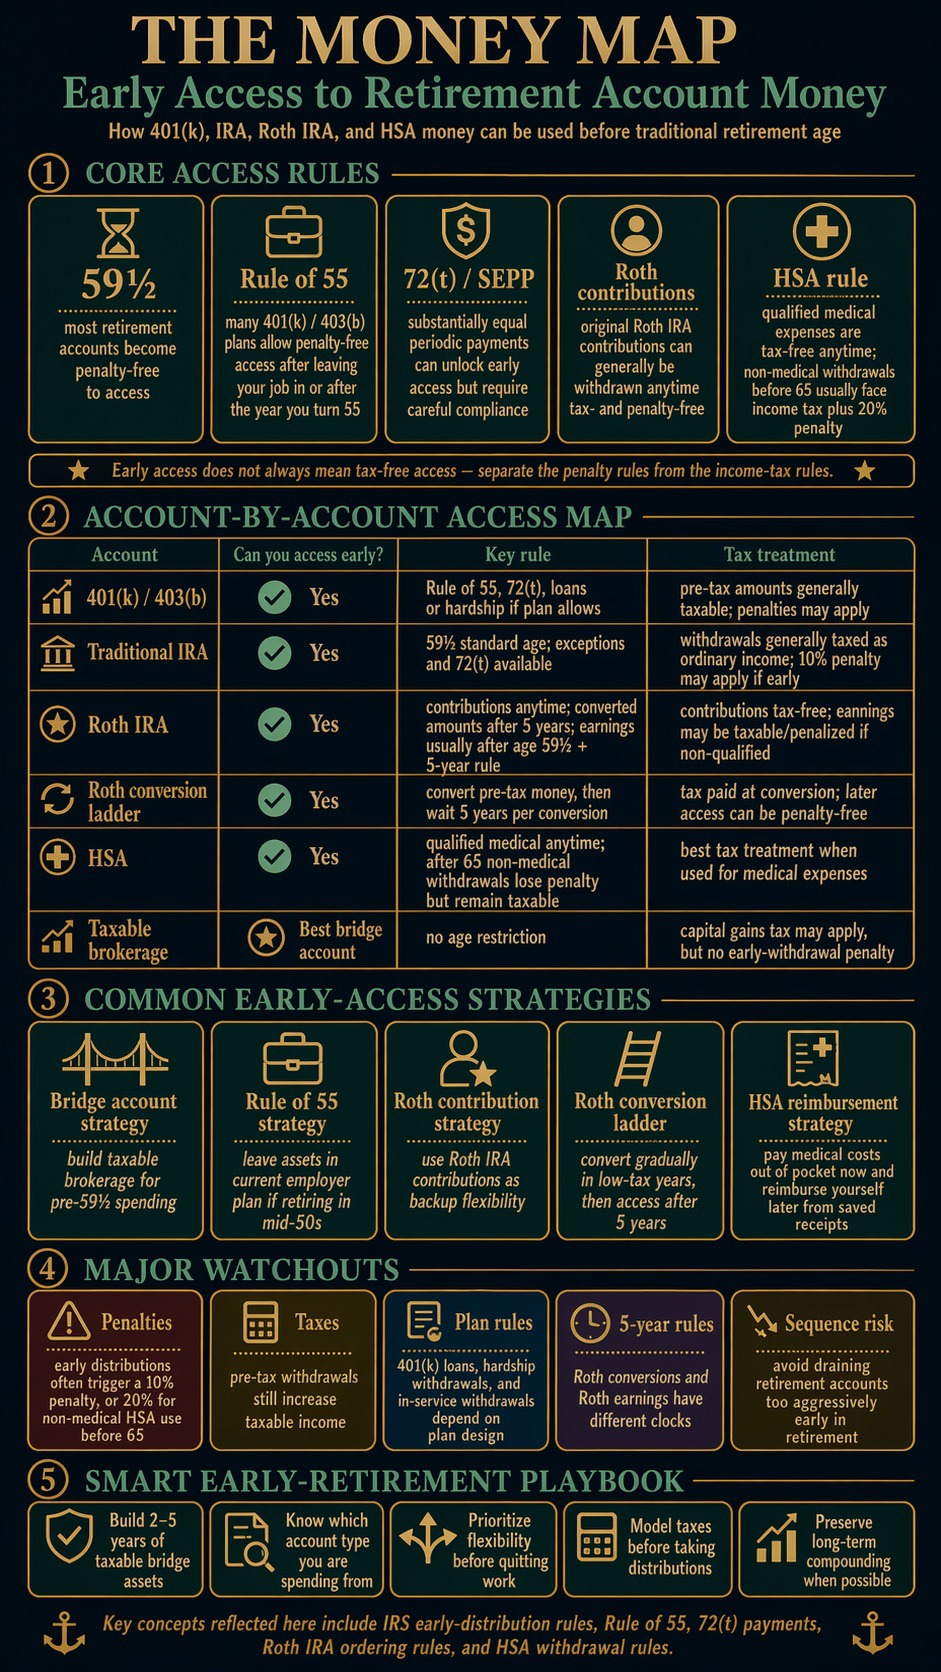 THE MONEY MAP
Early Access to Retirement Account Money
How 401(k), IRA, Roth IRA, and HSA money can be used before traditional retirement age
1 CORE ACCESS RULES
59½
most retirement
accounts become
penalty-free
to access
Rule of 55
many 401(k) / 403(b)
plans allow penalty-free
access after leaving
your job in or after
the year you turn 55
$
72(t) / SEPP
substantially equal
periodic payments
can unlock early
access but require
careful compliance
Roth
contributions
original Roth IRA
contributions can
generally be
withdrawn anytime
tax- and penalty-free
HSA rule
qualified medical
expenses are
tax-free anytime;
non-medical withdrawals
before 65 usually face
income tax plus 20%
penalty
Early access does not always mean tax-free access — separate the penalty rules from the income-tax rules.
2 ACCOUNT-BY-ACCOUNT ACCESS MAP
Account
Can you access early?
Key rule
Tax treatment
401(k) / 403(b)
Yes
Rule of 55, 72(t), loans
or hardship if plan allows
pre-tax amounts generally
taxable; penalties may apply
Traditional IRA
Yes
59½ standard age; exceptions
and 72(t) available
withdrawals generally taxed as
ordinary income; 10% penalty
may apply if early
Roth IRA
Yes
contributions anytime; converted
amounts after 5 years; earnings
usually after age 59½ +
5-year rule
contributions tax-free; eannings
may be taxable/penalized if
non-qualified
Roth conversion
ladder
Yes
convert pre-tax money, then
wait 5 years per conversion
tax paid at conversion; later
access can be penalty-free
HSA
Yes
qualified medical anytime;
after 65 non-medical
withdrawals lose penalty
but remain taxable
best tax treatment when
used for medical expenses
Taxable
brokerage
Best bridge
account
no age restriction
capital gains tax may apply,
but no early-withdrawal penalty
3 COMMON EARLY-ACCESS STRATEGIES
Bridge account
strategy
build taxable
brokerage for
pre-59½ spending
Rule of 55
strategy
leave assets in
current employer
plan if retiring in
mid-50s
Roth contribution
strategy
use Roth IRA
contributions as
backup flexibility
Roth conversion
ladder
convert gradually
in low-tax years,
then access after
5 years
HSA reimbursement
strategy
pay medical costs
out of pocket now and
reimburse yourself
later from saved
receipts
4 MAJOR WATCHOUTS
Penalties
early distributions
often trigger a 10%
penalty, or 20% for
non-medical HSA use
before 65
Taxes
pre-tax withdrawals
still increase
taxable income
Plan rules
401(k) loans, hardship
withdrawals, and
in-service withdrawals
depend on
plan design
5-year rules
Roth conversions and
Roth earnings have
different clocks
Sequence risk
avoid draining
retirement accounts
too aggressively
early in
retirement
5 SMART EARLY-RETIREMENT PLAYBOOK
Build 2–5
years of
taxable bridge
assets
Know which
account type
you are
spending from
Prioritize
flexibility
before quitting
work
Model taxes
before taking
distributions
Preserve
long-term
compounding
when possible
Key concepts reflected here include IRS early-distribution rules, Rule of 55, 72(t) payments,
Roth IRA ordering rules, and HSA withdrawal rules.